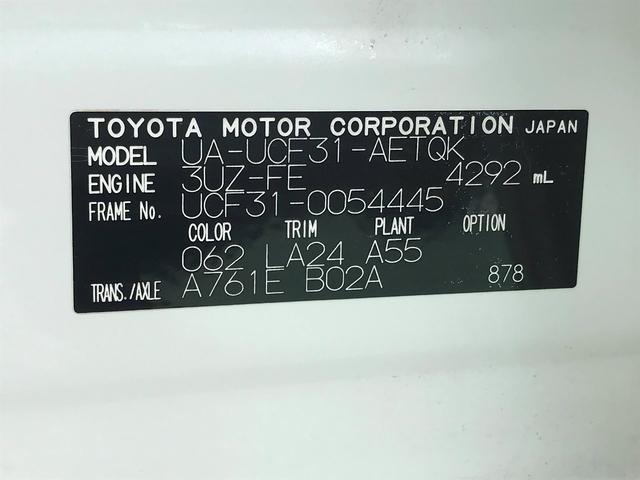 TOYOTA MOTOR CORPORATION JAPAN
MODEL UA-UCF31-AETQK
ENGINE 3UZ-FE 4292 mL
FRAME No. UCF31-0054445
COLOR TRIM PLANT OPTION
062 LA24 A55
TRANS./AXLE A761E B02A 878